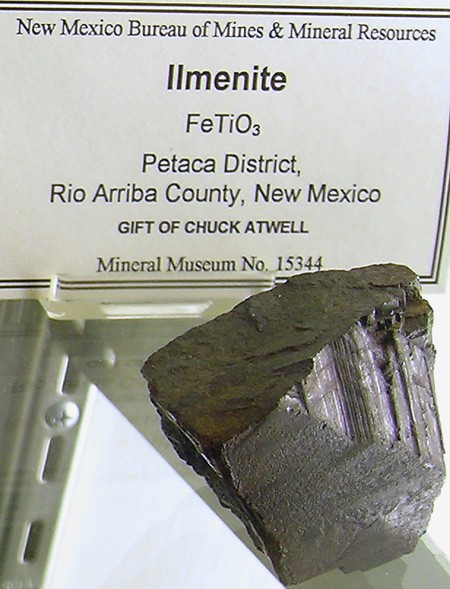 New Mexico Bureau of Mines & Mineral Resources
Ilmenite
FeTiO₃
Petaca District,
Rio Arriba County, New Mexico
GIFT OF CHUCK ATWELL
Mineral Museum No. 15344